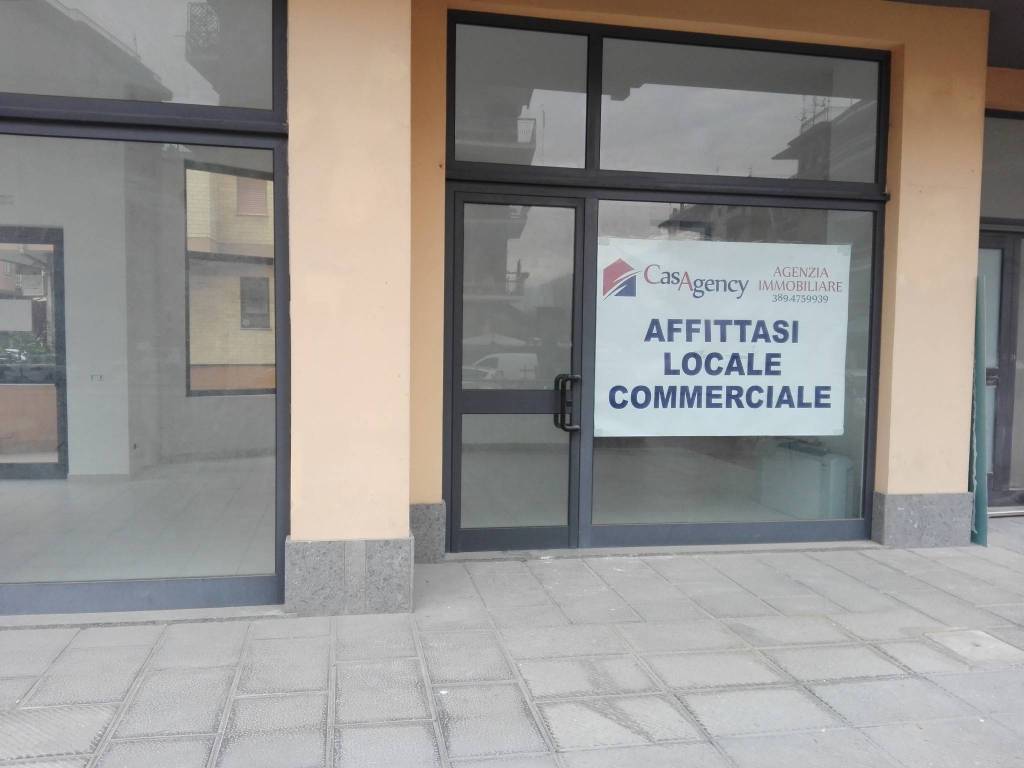 CasAgency
AGENZIA
IMMOBILIARE
389.4759939
AFFITTASI
LOCALE
COMMERCIALE